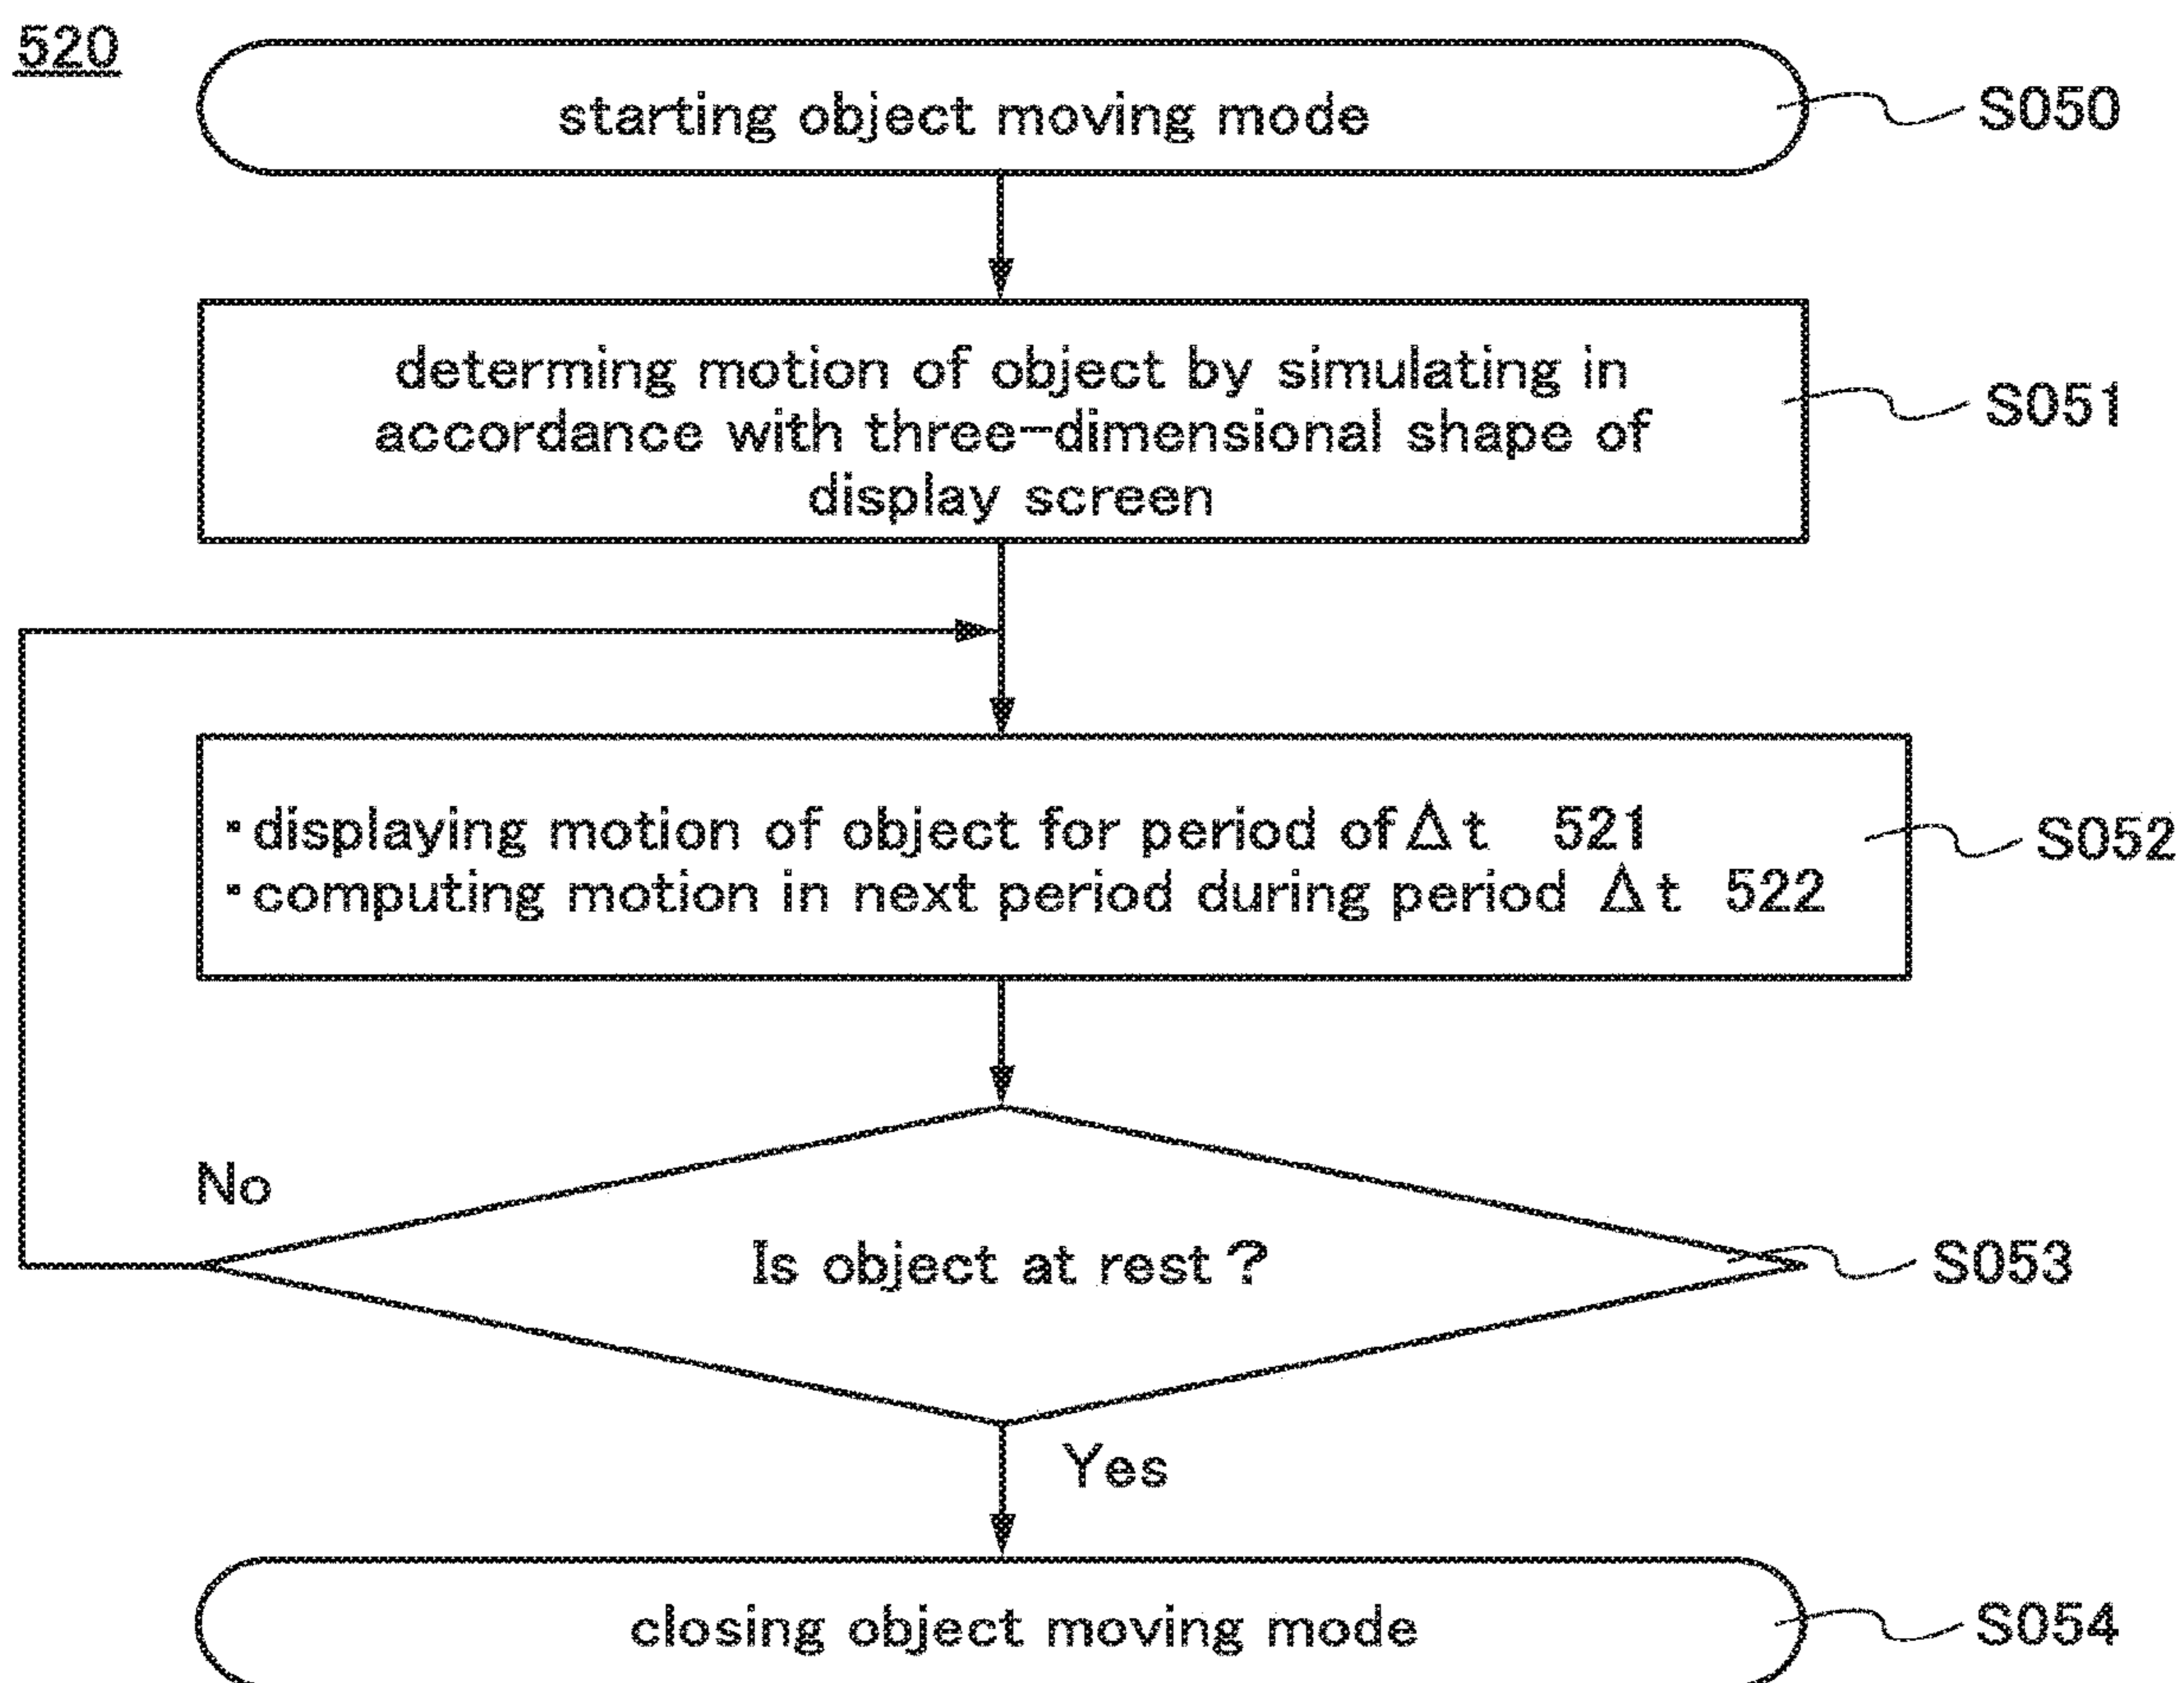 520
starting object moving mode
S050
determing motion of object by simulating in
accordance with three-dimensional shape of
display screen
S051
・displaying motion of object for period of Δt 521
・computing motion in next period during period Δt 522
S052
No
Is object at rest?
S053
Yes
closing object moving mode
S054